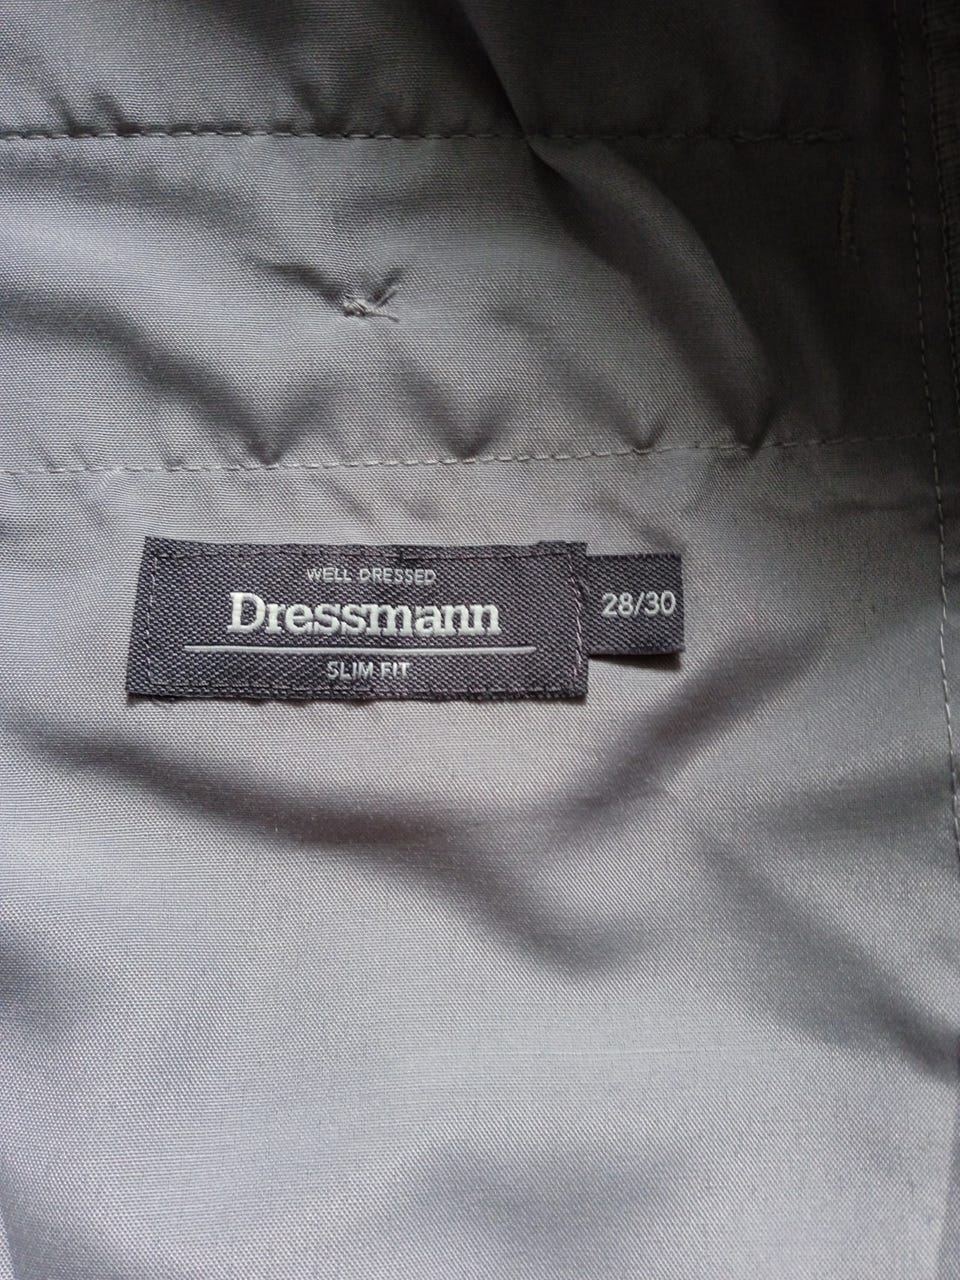 WELL DRESSED
Dressmann
SLIM FIT
28/30